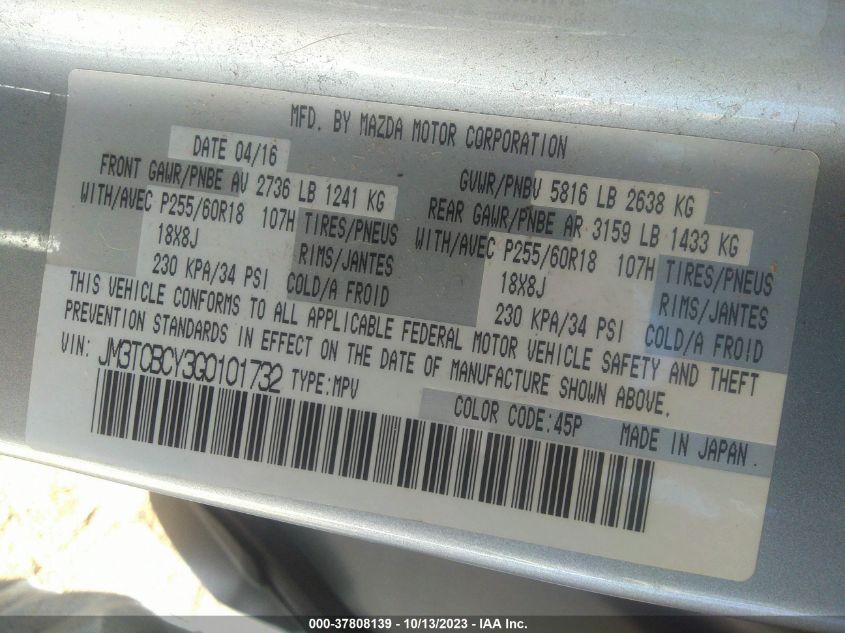 MFD. BY MAZDA MOTOR CORPORATION
DATE 04/16
FRONT GAWR/PNBE AV 2736 LB 1241 KG
WITH/AVEC P255/60R18 107H TIRES/PNEUS
18X8J RIMS/JANTES
230 KPA/34 PSI COLD/A FROID
GVWR/PNBV 5816 LB 2638 KG
REAR GAWR/PNBE AR 3159 LB 1433 KG
WITH/AVEC P255/60R18 107H TIRES/PNEUS
18X8J RIMS/JANTES
230 KPA/34 PSI COLD/A FROID
THIS VEHICLE CONFORMS TO ALL APPLICABLE FEDERAL MOTOR VEHICLE SAFETY AND THEFT
PREVENTION STANDARDS IN EFFECT ON THE DATE OF MANUFACTURE SHOWN ABOVE.
VIN: JM3TCBCY3G0101732 TYPE:MPV
COLOR CODE:45P MADE IN JAPAN.
000-37808139 - 10/13/2023 - IAA Inc.